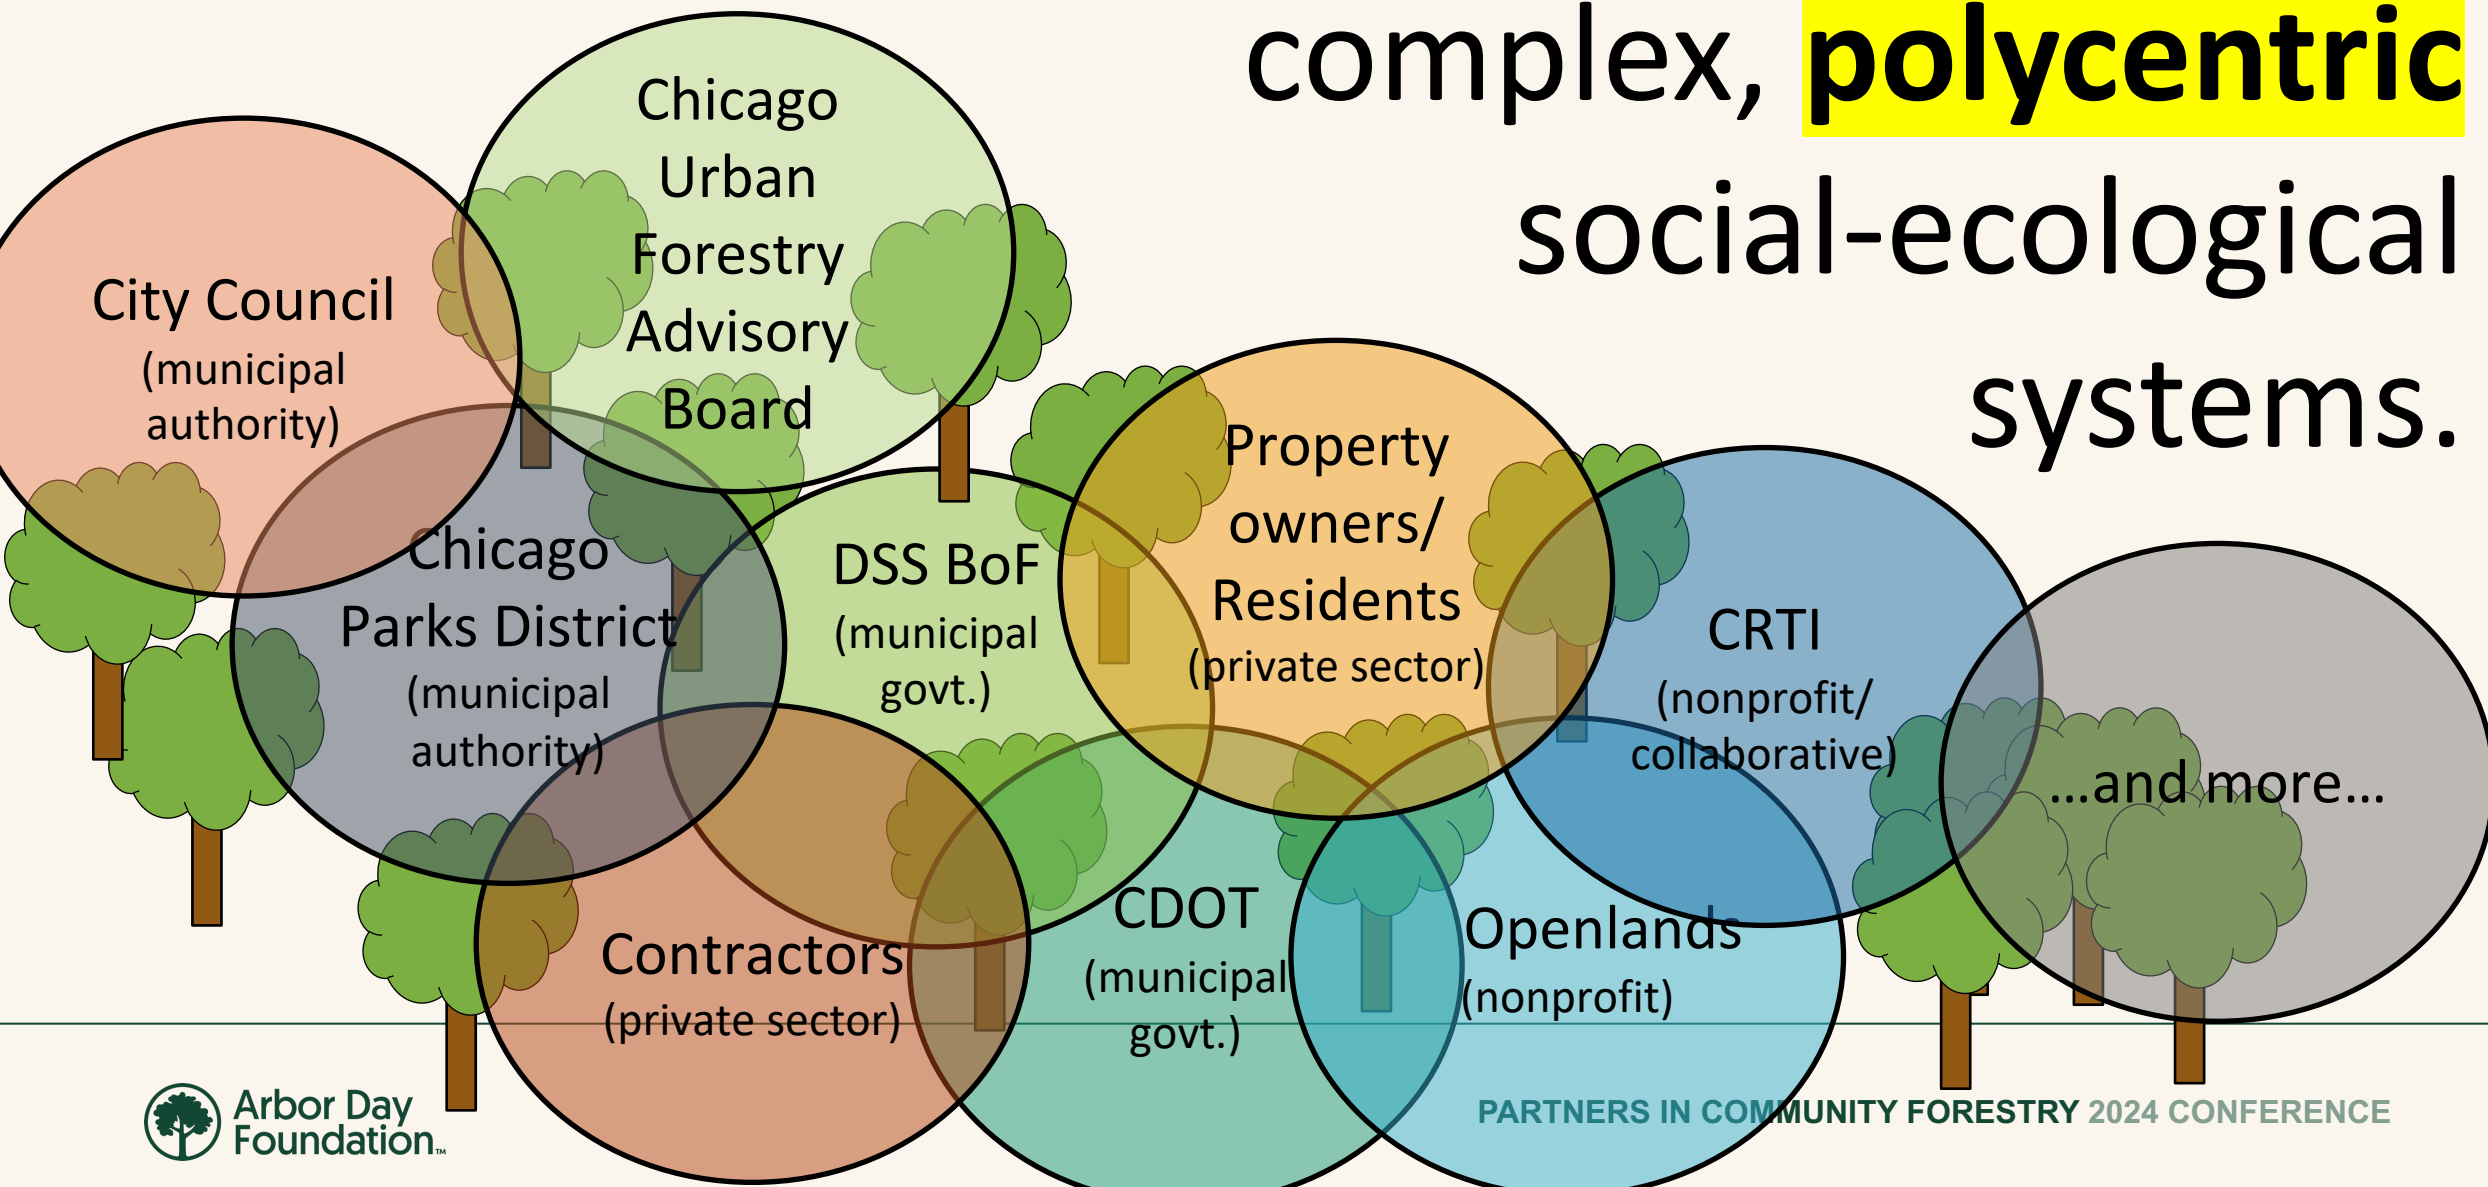 complex, polycentric
social-ecological
systems.
Chicago
Urban
Forestry
Advisory
Board
City Council
(municipal
authority)
Property
owners/
Residents
(private sector)
Chicago
Parks District
(municipal
authority)
DSS BoF
(municipal
govt.)
CRTI
(nonprofit/
collaborative)
...and more...
Contractors
(private sector)
CDOT
(municipal
govt.)
Openlands
(nonprofit)
Arbor Day
Foundation™
PARTNERS IN COMMUNITY FORESTRY 2024 CONFERENCE